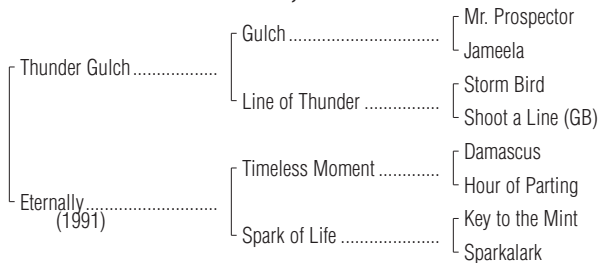 Mr. Prospector
Gulch
Jameela
Thunder Gulch
Storm Bird
Line of Thunder
Shoot a Line (GB)
Damascus
Timeless Moment
Hour of Parting
Eternally
(1991)
Key to the Mint
Spark of Life
Sparkalark